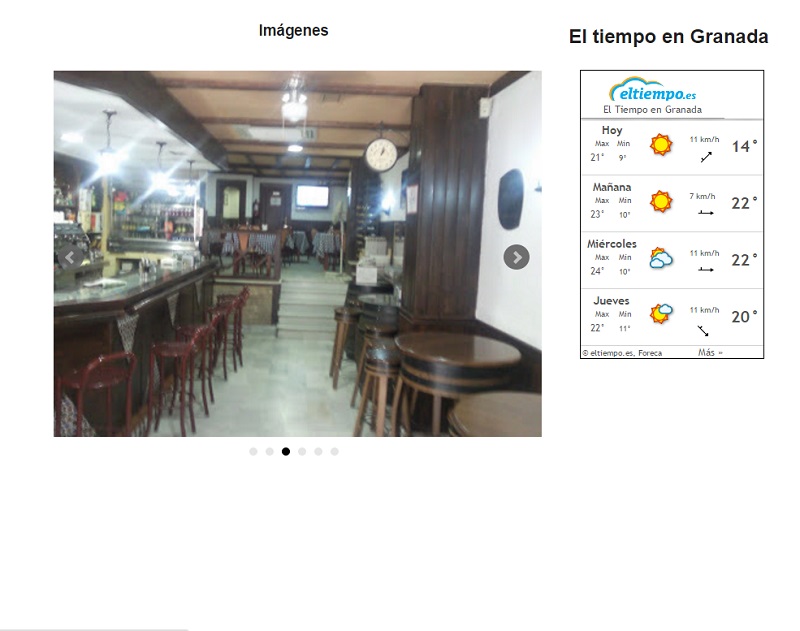 Imágenes
El tiempo en Granada
eltiempo.es
El Tiempo en Granada
Hoy
Max Min
21° 9°
11 km/h
14°
Mañana
Max Min
23° 10°
7 km/h
22°
Miércoles
Max Min
24° 10°
11 km/h
22°
Jueves
Max Min
22° 11°
11 km/h
20°
© eltiempo.es, Foreca Más »